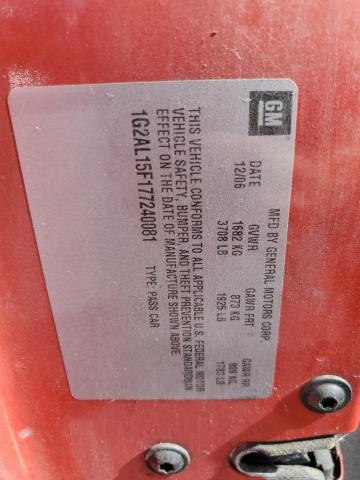 GM
MFD BY GENERAL MOTORS CORP
DATE GVWR GAWR FRT GAWR RR
12/06 1682 KG 873 KG 809 KG
3708 LB 1925 LB 1783 LB
THIS VEHICLE CONFORMS TO ALL APPLICABLE U.S. FEDERAL MOTOR
VEHICLE SAFETY, BUMPER, AND THEFT PREVENTION STANDARDS IN
EFFECT ON THE DATE OF MANUFACTURE SHOWN ABOVE.
1G2AL15F177240081 TYPE: PASS CAR